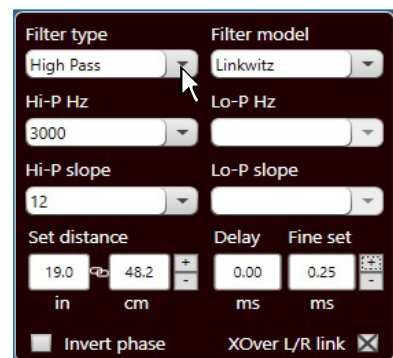 Filter type Filter model
High Pass Linkwitz
Hi-P Hz Lo-P Hz
3000
Hi-P slope Lo-P slope
12
Set distance Delay Fine set
19.0 48.2 + - 0.00 0.25 + -
in cm ms ms
Invert phase XOver L/R link